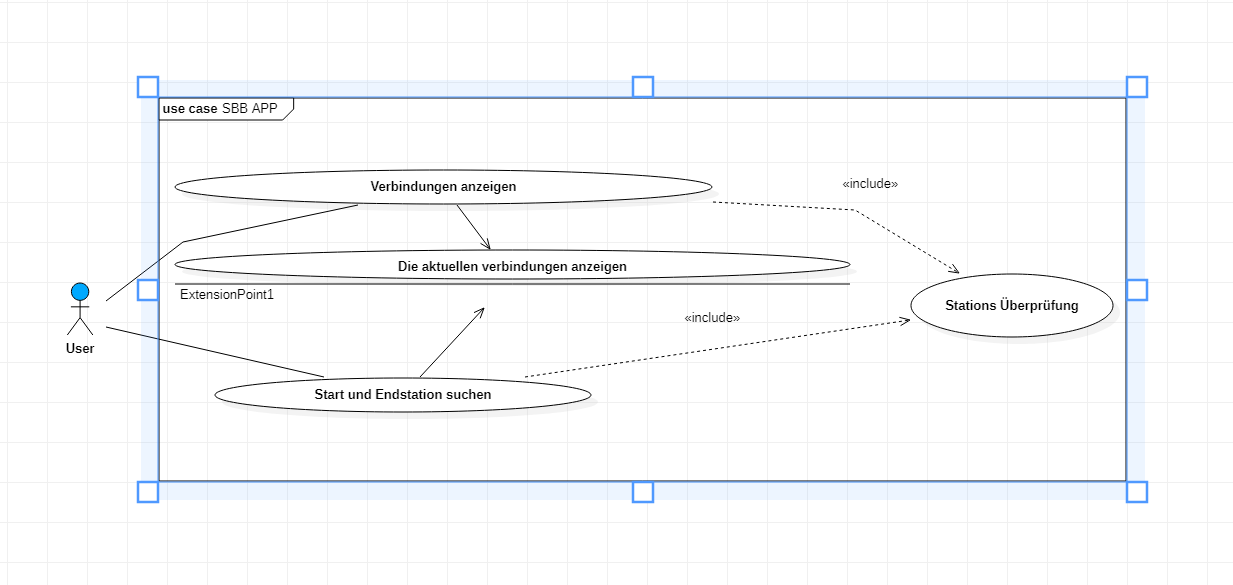 use case SBB APP
Verbindungen anzeigen
«include»
Die aktuellen verbindungen anzeigen
ExtensionPoint1
Stations Überprüfung
«include»
User
Start und Endstation suchen